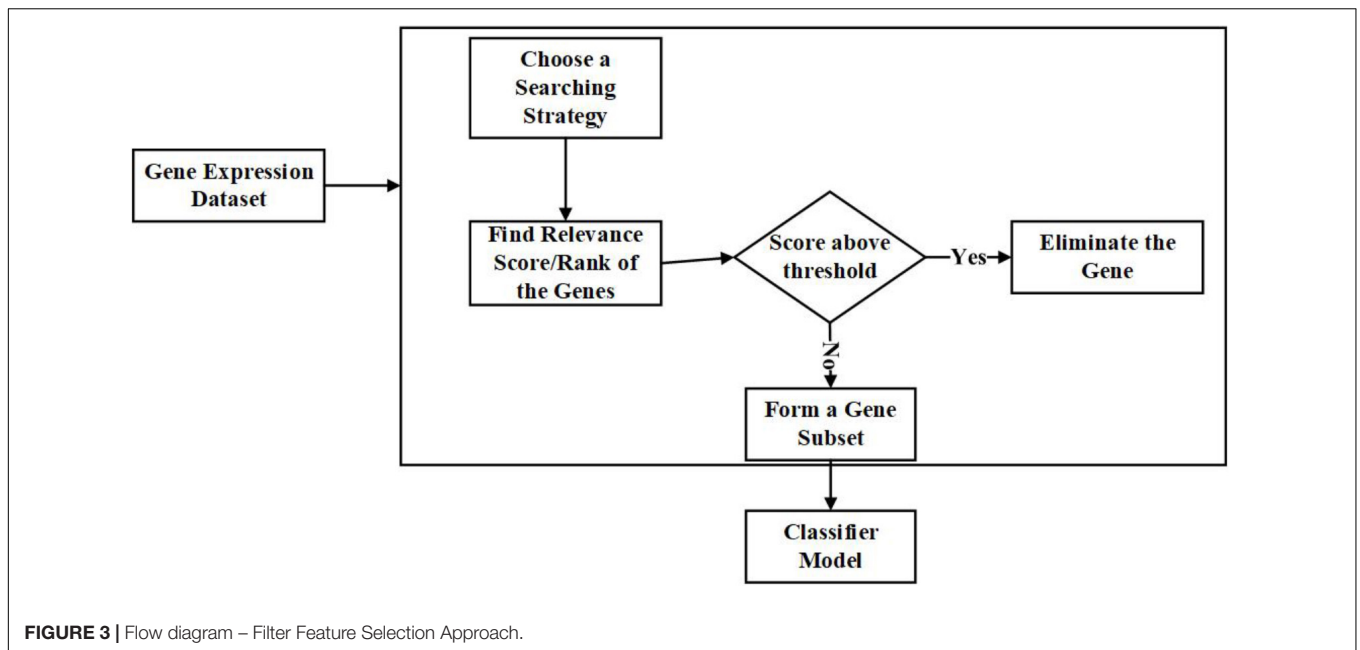 Choose a
Searching
Strategy
Gene Expression
Dataset
Find Relevance
Score/Rank of
the Genes
Score above
threshold
Yes
Eliminate the
Gene
No
Form a Gene
Subset
Classifier
Model
FIGURE 3 | Flow diagram – Filter Feature Selection Approach.